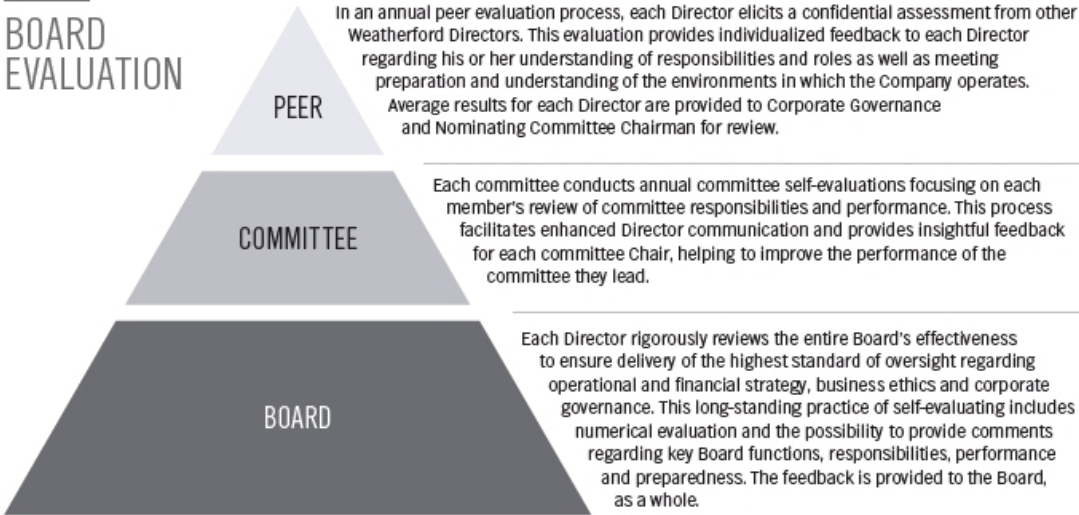 BOARD
EVALUATION
PEER
In an annual peer evaluation process, each Director elicits a confidential assessment from other
Weatherford Directors. This evaluation provides individualized feedback to each Director
regarding his or her understanding of responsibilities and roles as well as meeting
preparation and understanding of the environments in which the Company operates.
Average results for each Director are provided to Corporate Governance
and Nominating Committee Chairman for review.
COMMITTEE
Each committee conducts annual committee self-evaluations focusing on each
member's review of committee responsibilities and performance. This process
facilitates enhanced Director communication and provides insightful feedback
for each committee Chair, helping to improve the performance of the
committee they lead.
BOARD
Each Director rigorously reviews the entire Board's effectiveness
to ensure delivery of the highest standard of oversight regarding
operational and financial strategy, business ethics and corporate
governance. This long-standing practice of self-evaluating includes
numerical evaluation and the possibility to provide comments
regarding key Board functions, responsibilities, performance
and preparedness. The feedback is provided to the Board,
as a whole.